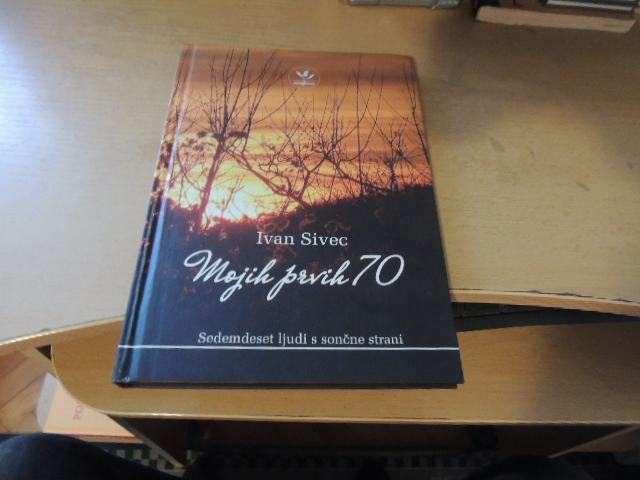 Ivan Sivec
Mojih prvih 70
Sedemdeset ljudi s sončne strani